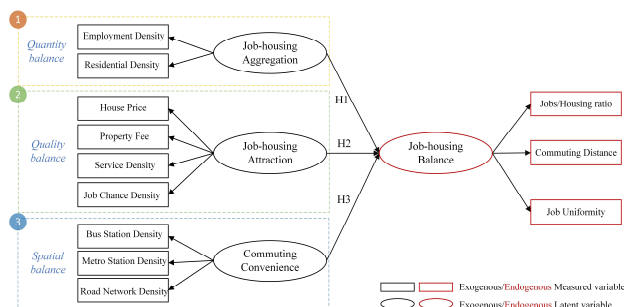 1
Quantity
balance
Employment Density
Residential Density
Job-housing
Aggregation
2
Quality
balance
House Price
Property Fee
Service Density
Job Chance Density
Job-housing
Attraction
3
Spatial
balance
Bus Station Density
Metro Station Density
Road Network Density
Commuting
Convenience
H1
H2
H3
Job-housing
Balance
Jobs/Housing ratio
Commuting Distance
Job Uniformity
Exogenous/Endogenous Measured variable
Exogenous/Endogenous Latent variable